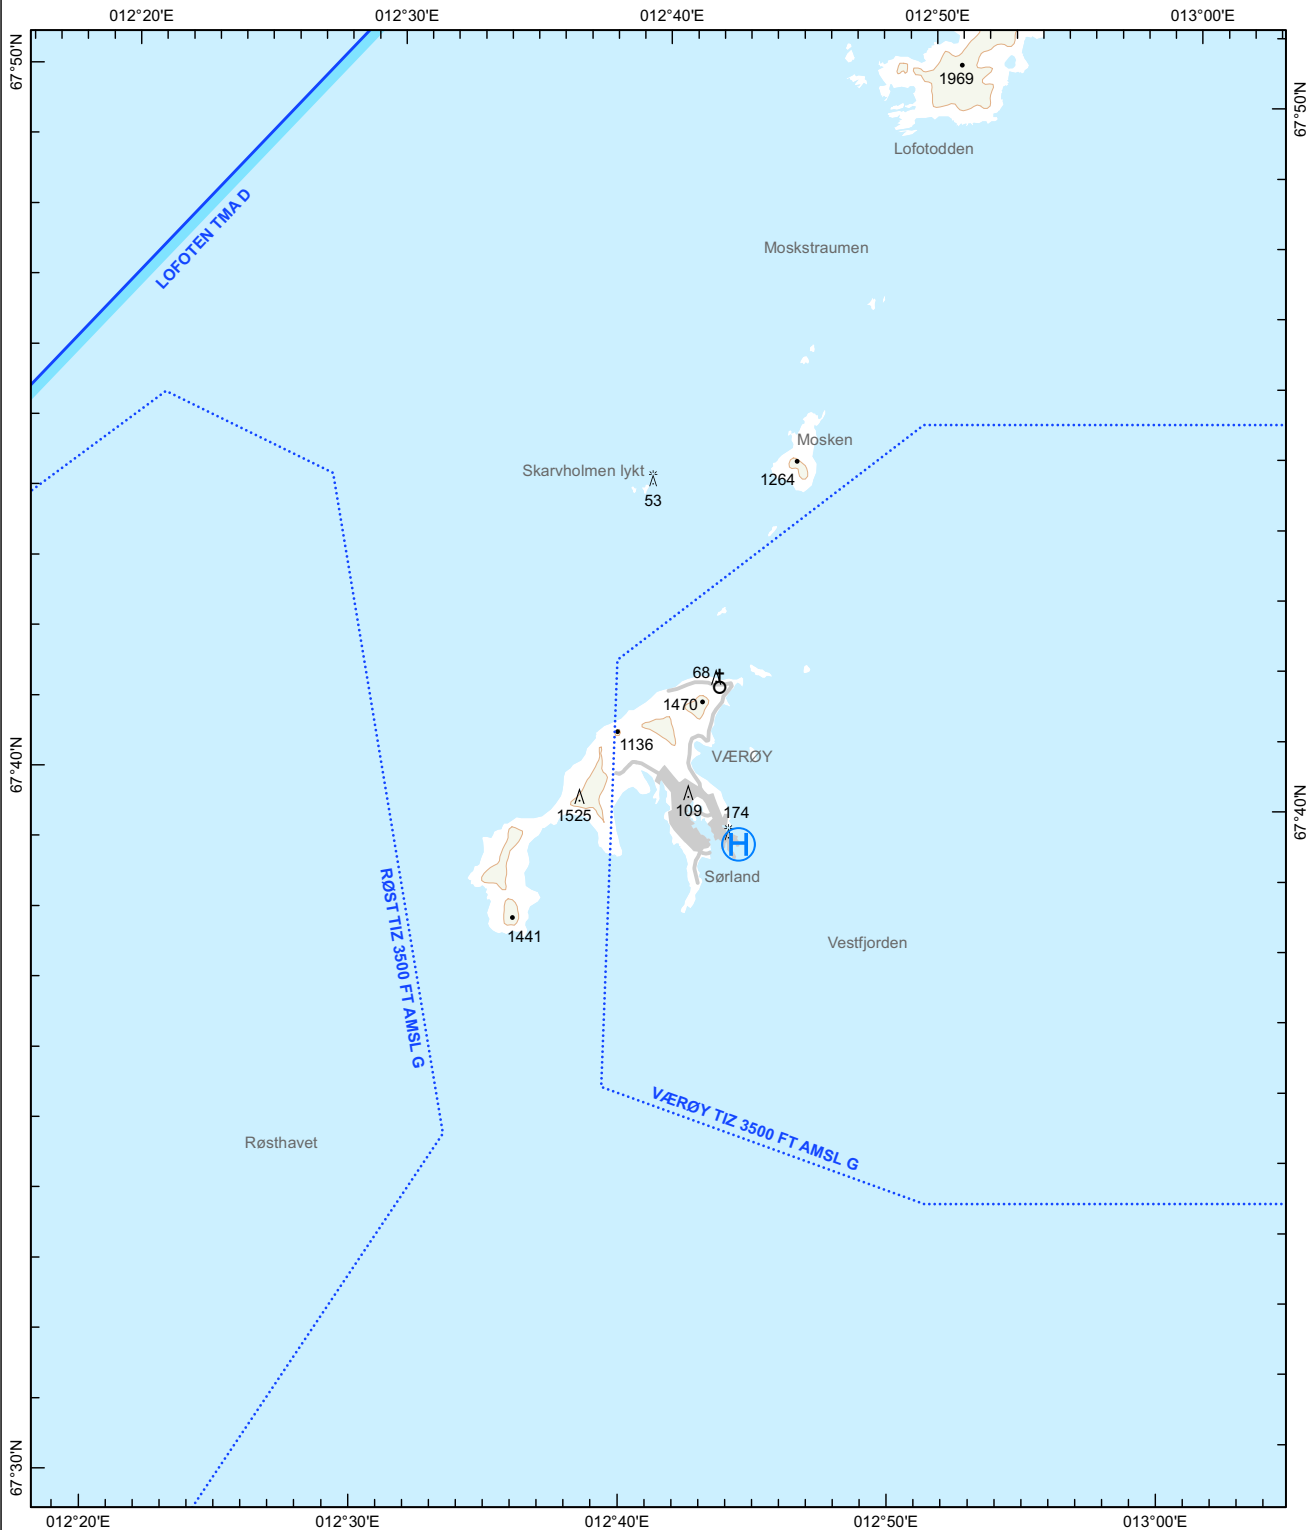 012°20'E
012°30'E
012°40'E
012°50'E
013°00'E
67°50'N
67°50'N
1969
Lofotodden
LOFOTEN TMA D
Moskstraumen
Mosken
Skarvholmen lykt
1264
53
68
1470
1136
VÆRØY
67°40'N
67°40'N
1525
109
174
H
Sørland
1441
Vestfjorden
RØST TIZ 3500 FT AMSL G
VÆRØY TIZ 3500 FT AMSL G
Røsthavet
67°30'N
012°20'E
012°30'E
012°40'E
012°50'E
013°00'E